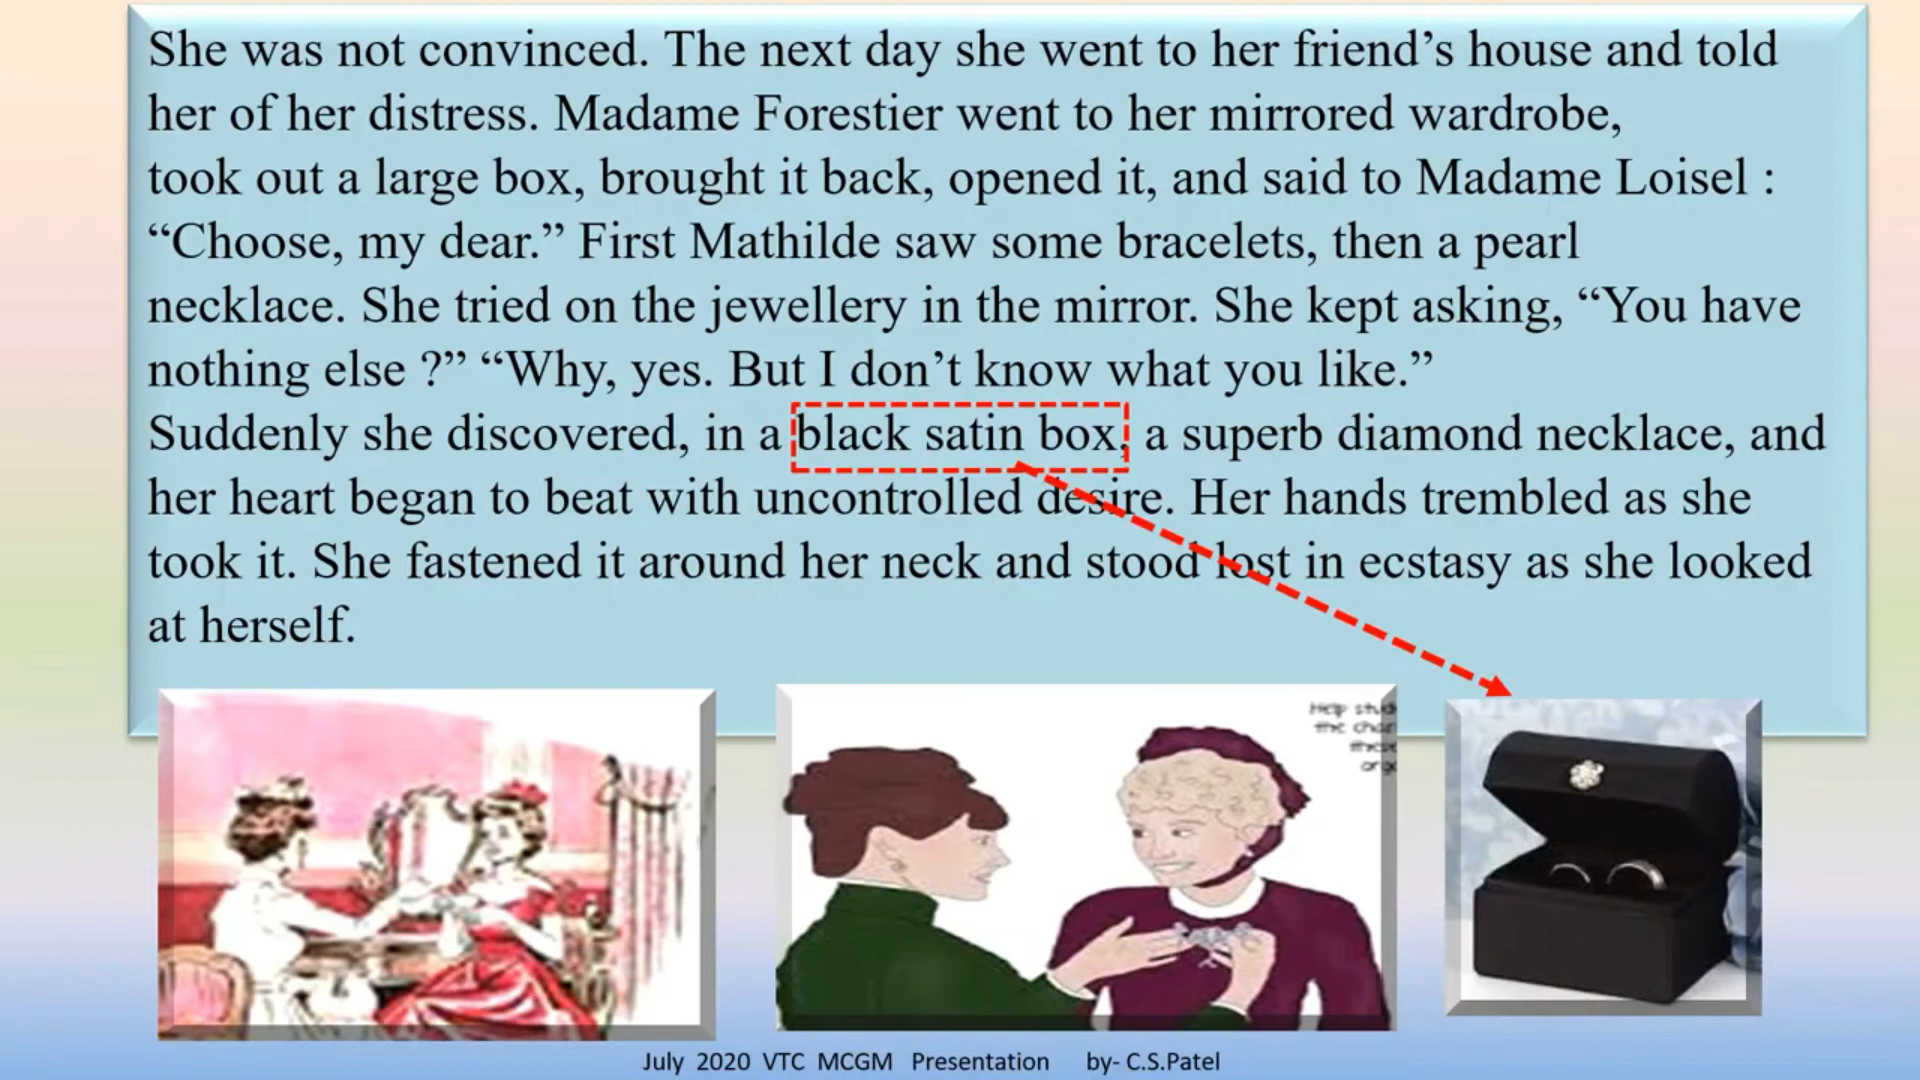 She was not convinced. The next day she went to her friend’s house and told
her of her distress. Madame Forestier went to her mirrored wardrobe,
took out a large box, brought it back, opened it, and said to Madame Loisel :
“Choose, my dear.” First Mathilde saw some bracelets, then a pearl
necklace. She tried on the jewellery in the mirror. She kept asking, “You have
nothing else ?” “Why, yes. But I don’t know what you like.”
Suddenly she discovered, in a black satin box, a superb diamond necklace, and
her heart began to beat with uncontrolled desire. Her hands trembled as she
took it. She fastened it around her neck and stood lost in ecstasy as she looked
at herself.
Help
the
July 2020 VTC MCGM Presentation by- C.S.Patel